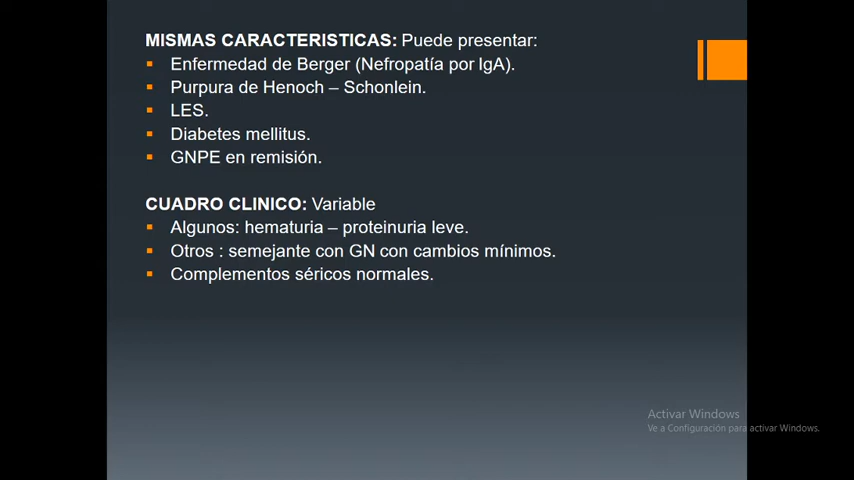 MISMAS CARACTERISTICAS: Puede presentar:
Enfermedad de Berger (Nefropatía por IgA).
Purpura de Henoch – Schonlein.
LES.
Diabetes mellitus.
GNPE en remisión.
CUADRO CLINICO: Variable
Algunos: hematuria – proteinuria leve.
Otros : semejante con GN con cambios mínimos.
Complementos séricos normales.
Activar Windows
Ve a Configuración para activar Windows.